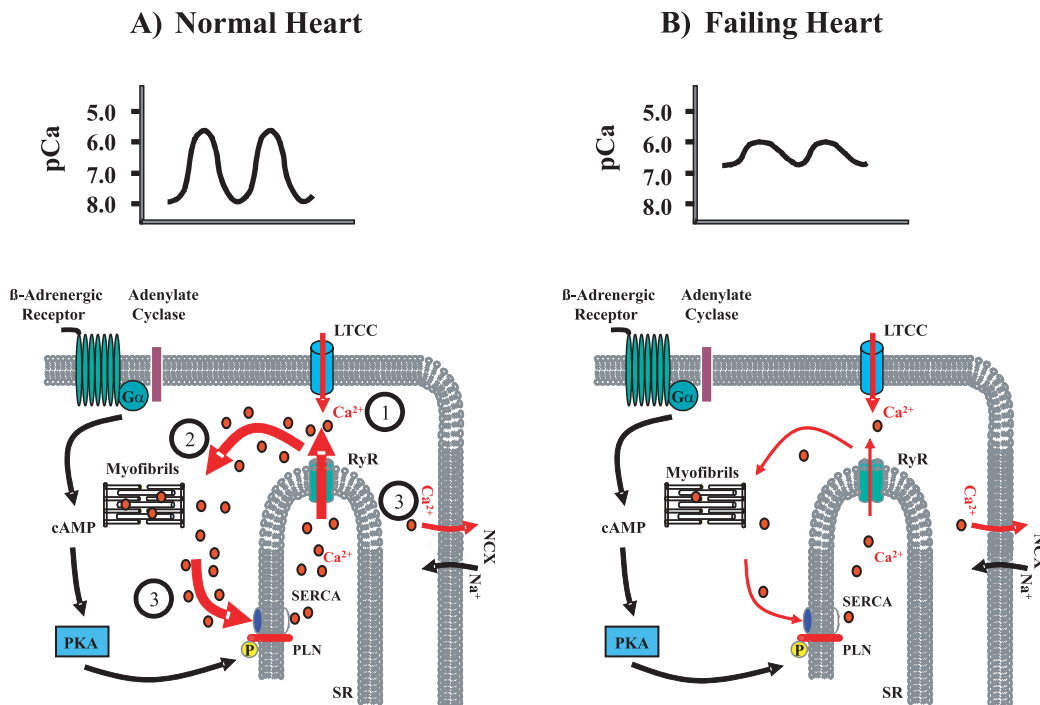 A) Normal Heart
pCa
5.0
6.0
7.0
8.0
ß-Adrenergic
Receptor
Adenylate
Cyclase
LTCC
Gα
Ca²⁺
1
2
RyR
Myofibrils
3
Ca²⁺
NCX
cAMP
Ca²⁺
Na⁺
3
SERCA
PKA
P
PLN
SR
B) Failing Heart
pCa
5.0
6.0
7.0
8.0
ß-Adrenergic
Receptor
Adenylate
Cyclase
LTCC
Gα
Ca²⁺
RyR
Myofibrils
Ca²⁺
NCX
cAMP
Ca²⁺
Na⁺
SERCA
PKA
P
PLN
SR